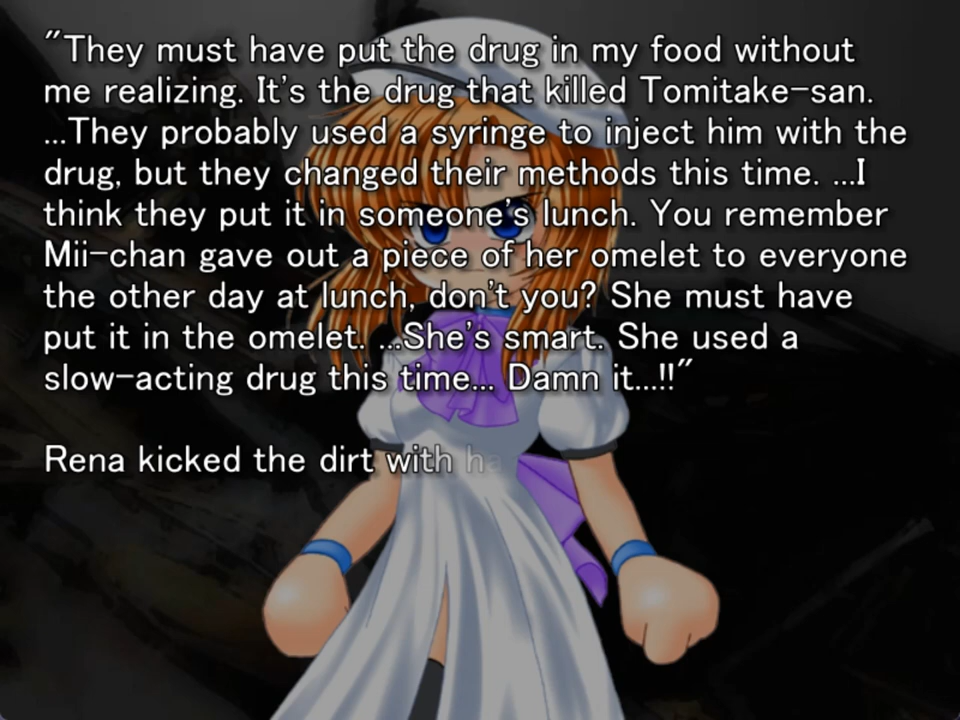 "They must have put the drug in my food without
me realizing. It's the drug that killed Tomitake-san.
...They probably used a syringe to inject him with the
drug, but they changed their methods this time. ...I
think they put it in someone's lunch. You remember
Mii-chan gave out a piece of her omelet to everyone
the other day at lunch, don't you? She must have
put it in the omelet. ...She's smart. She used a
slow-acting drug this time... Damn it...!!"
Rena kicked the dirt with ha